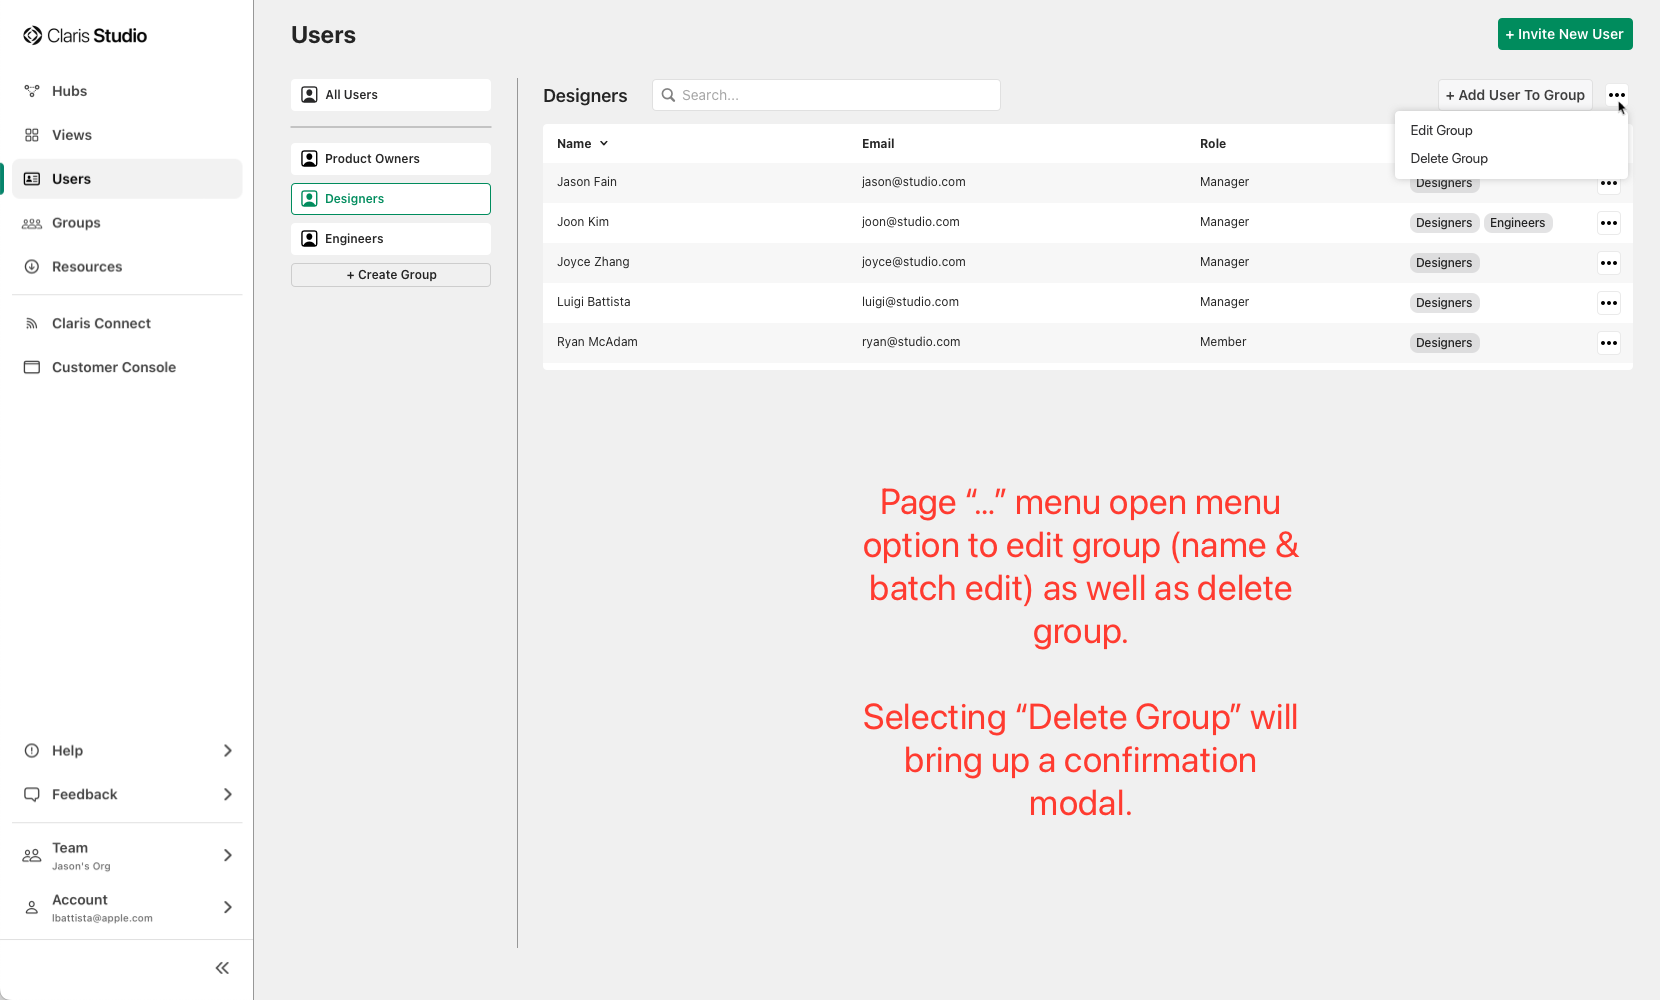 Claris Studio
Hubs
Views
Users
Groups
Resources
Claris Connect
Customer Console
Help
Feedback
Team
Jason's Org
Account
lbattista@apple.com
Users
+ Invite New User
All Users
Product Owners
Designers
Engineers
+ Create Group
Designers
Search...
+ Add User To Group
Edit Group
Delete Group
Name Email Role
Jason Fain jason@studio.com Manager Designers
Joon Kim joon@studio.com Manager Designers Engineers
Joyce Zhang joyce@studio.com Manager Designers
Luigi Battista luigi@studio.com Manager Designers
Ryan McAdam ryan@studio.com Member Designers
Page “...” menu open menu
option to edit group (name &
batch edit) as well as delete
group.
Selecting “Delete Group” will
bring up a confirmation
modal.